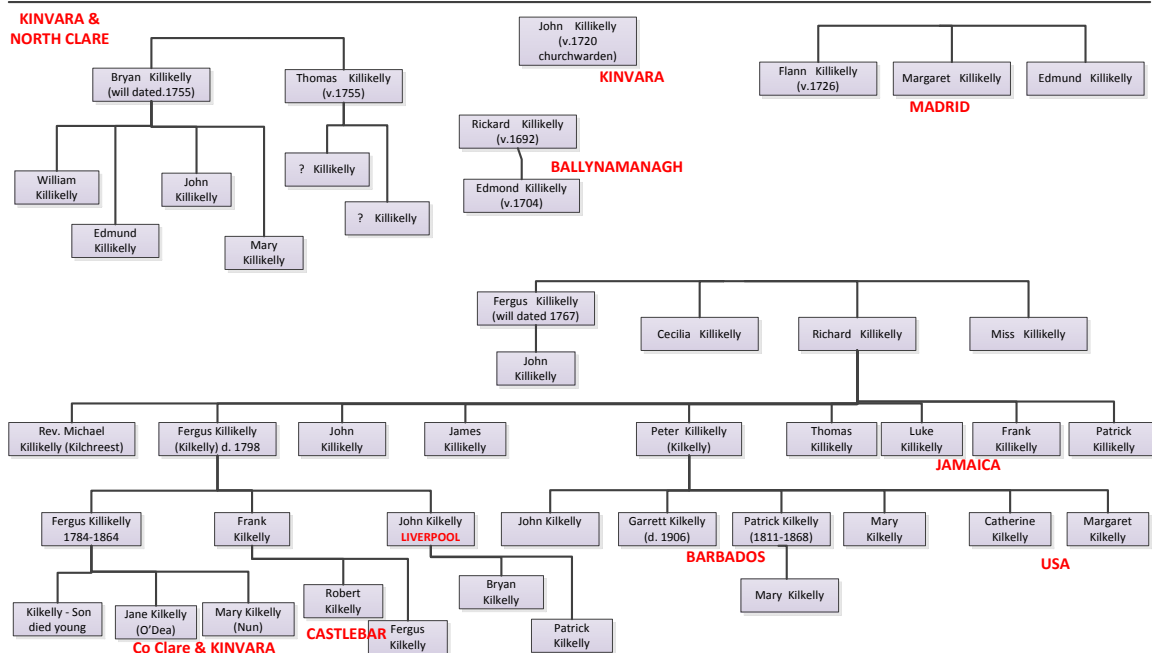 KINVARA &
NORTH CLARE
Bryan Killikelly
(will dated.1755)
Thomas Killikelly
(v.1755)
William
Killikelly
Edmund
Killikelly
John
Killikelly
Mary
Killikelly
? Killikelly
? Killikelly
John Killikelly
(v.1720
churchwarden)
KINVARA
Rickard Killikelly
(v.1692)
BALLYNAMANAGH
Edmond Killikelly
(v.1704)
Flann Killikelly
(v.1726)
Margaret Killikelly
Edmund Killikelly
MADRID
Fergus Killikelly
(will dated 1767)
Cecilia Killikelly
Richard Killikelly
Miss Killikelly
John
Killikelly
Rev. Michael
Killikelly (Kilchreest)
Fergus Killikelly
(Kilkelly) d. 1798
John
Killikelly
James
Killikelly
Peter Killikelly
(Kilkelly)
Thomas
Killikelly
Luke
Killikelly
Frank
Killikelly
Patrick
Killikelly
JAMAICA
Fergus Killikelly
1784-1864
Frank
Kilkelly
John Kilkelly
LIVERPOOL
John Kilkelly
Garrett Kilkelly
(d. 1906)
Patrick Kilkelly
(1811-1868)
Mary
Kilkelly
Catherine
Kilkelly
Margaret
Kilkelly
BARBADOS
USA
Kilkelly - Son
died young
Jane Kilkelly
(O'Dea)
Mary Kilkelly
(Nun)
Robert
Kilkelly
Fergus
Kilkelly
Bryan
Kilkelly
Patrick
Kilkelly
Mary Kilkelly
CASTLEBAR
Co Clare & KINVARA